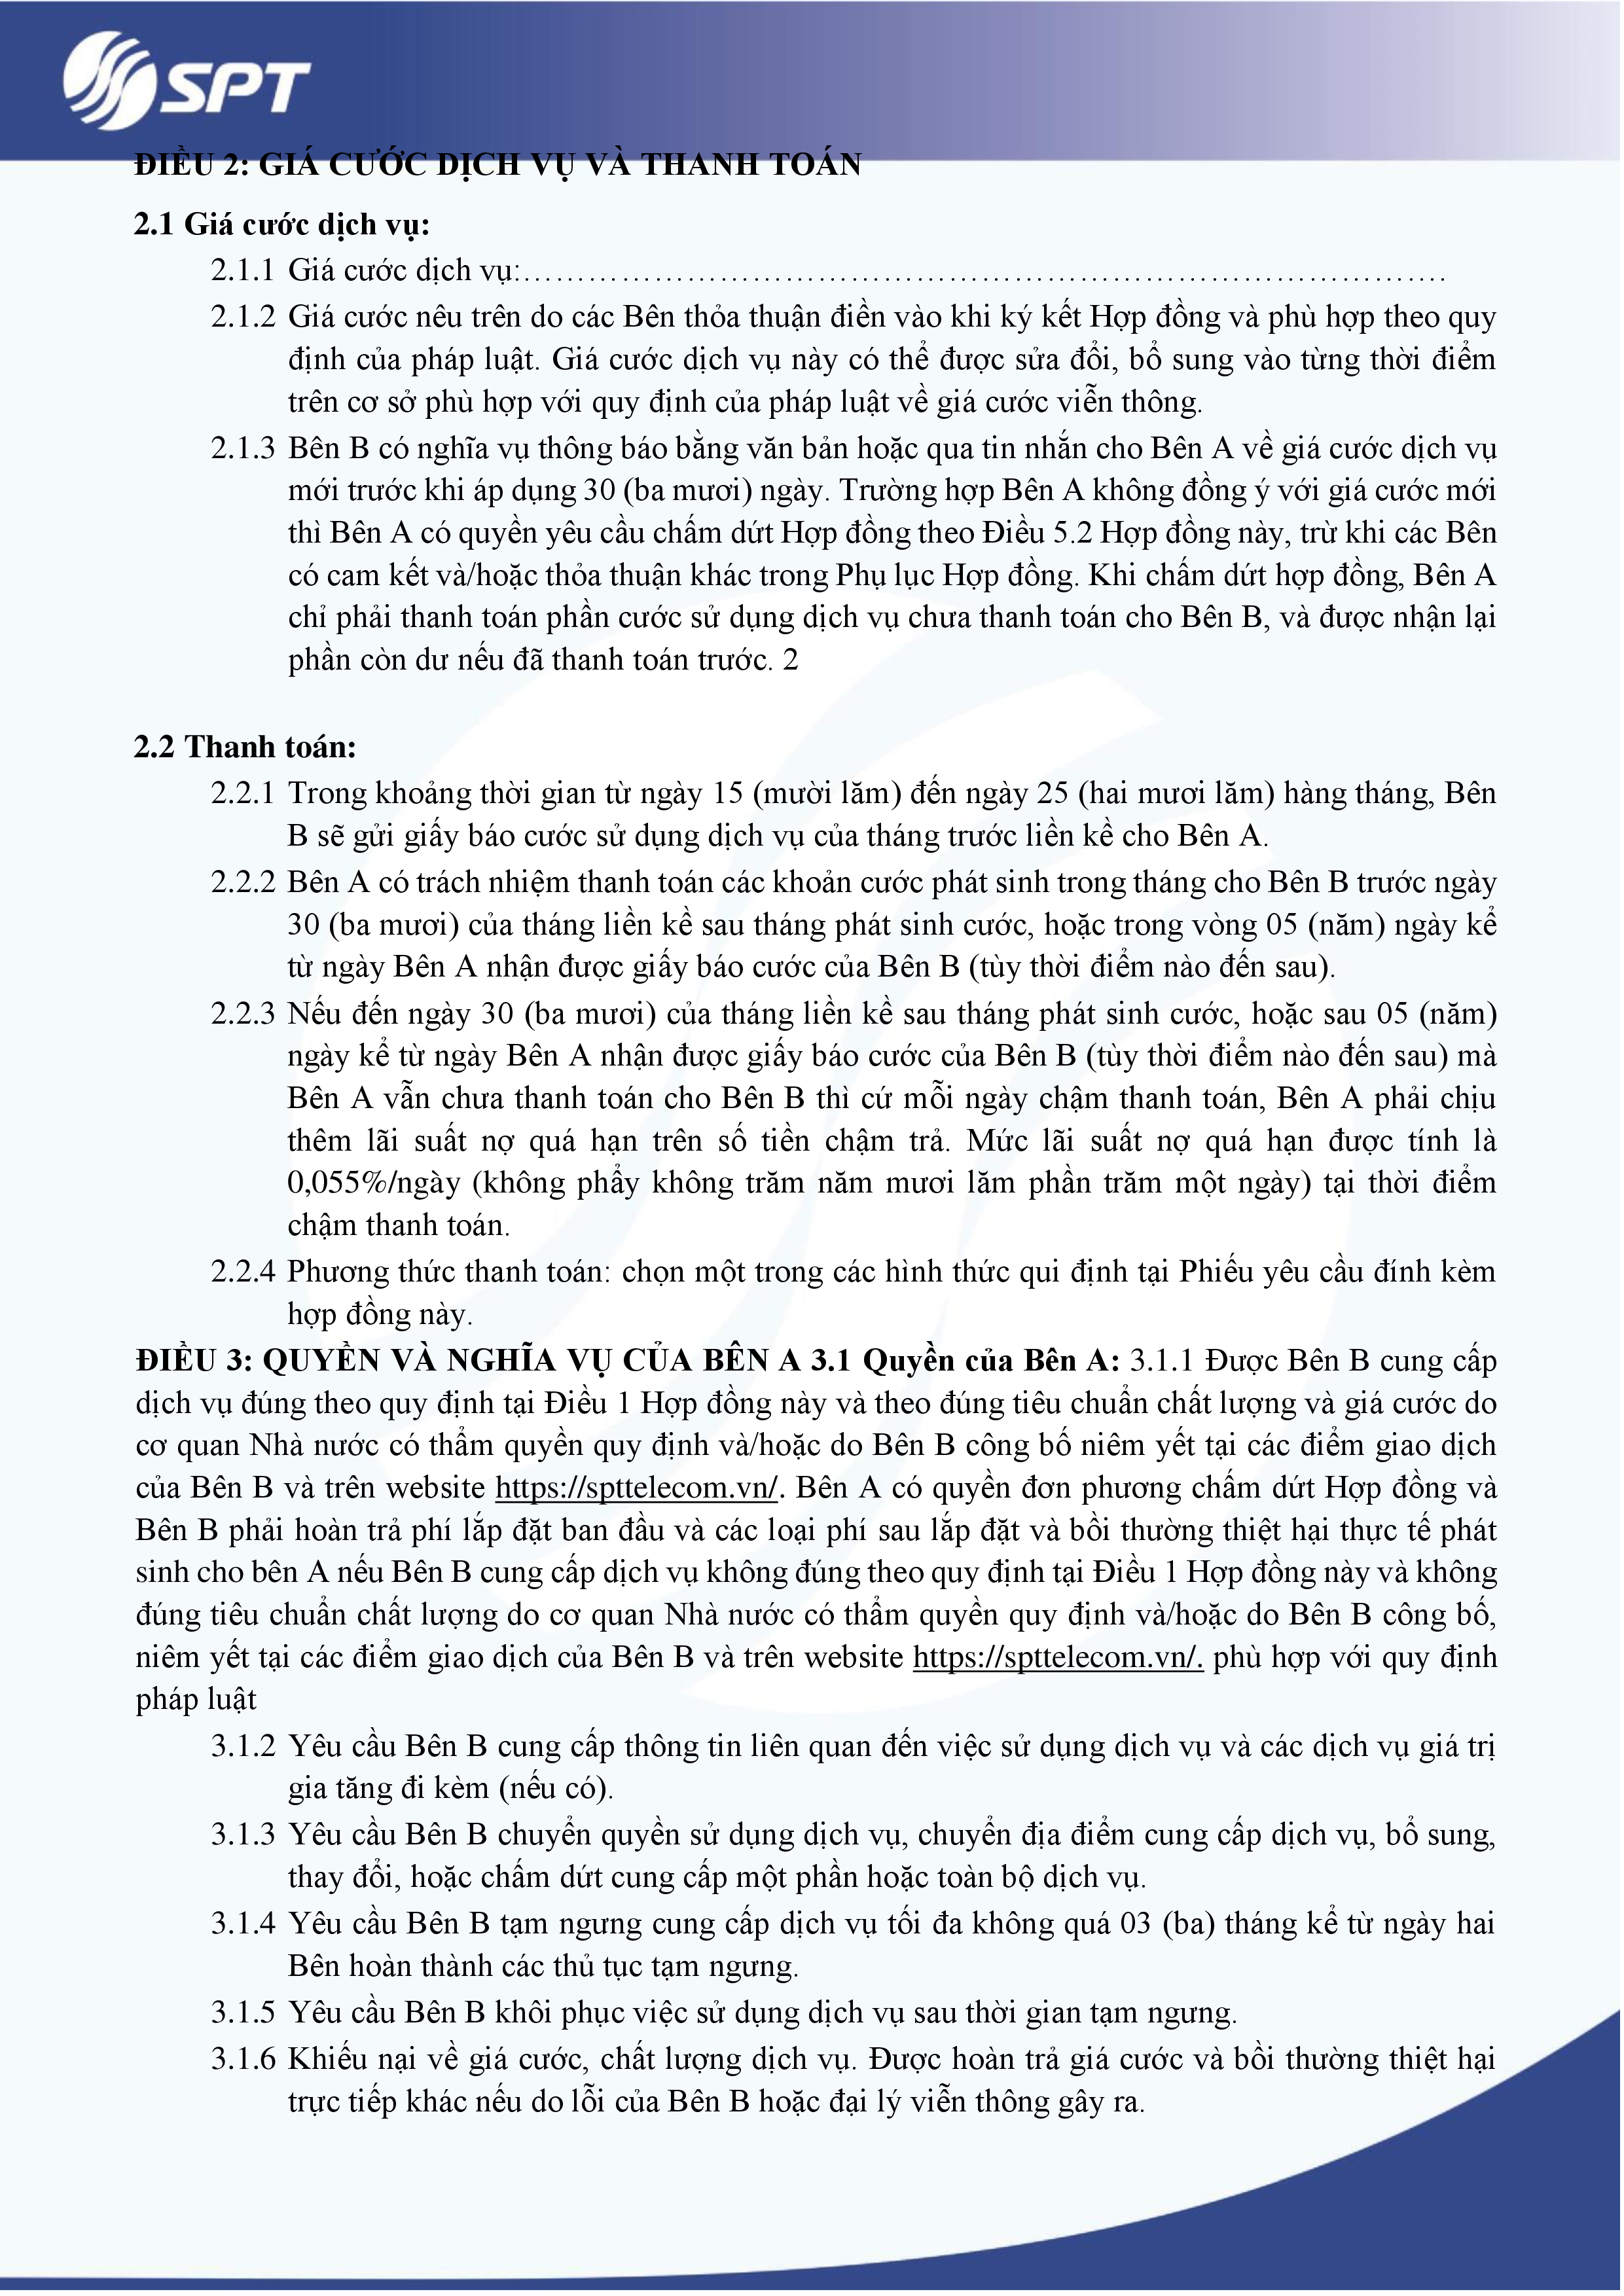 SPT
ĐIỀU 2: GIÁ CƯỚC DỊCH VỤ VÀ THANH TOÁN
2.1 Giá cước dịch vụ:
2.1.1 Giá cước dịch vụ:…………………………………………………………………………………….
2.1.2 Giá cước nêu trên do các Bên thỏa thuận điền vào khi ký kết Hợp đồng và phù hợp theo quy
định của pháp luật. Giá cước dịch vụ này có thể được sửa đổi, bổ sung vào từng thời điểm
trên cơ sở phù hợp với quy định của pháp luật về giá cước viễn thông.
2.1.3 Bên B có nghĩa vụ thông báo bằng văn bản hoặc qua tin nhắn cho Bên A về giá cước dịch vụ
mới trước khi áp dụng 30 (ba mươi) ngày. Trường hợp Bên A không đồng ý với giá cước mới
thì Bên A có quyền yêu cầu chấm dứt Hợp đồng theo Điều 5.2 Hợp đồng này, trừ khi các Bên
có cam kết và/hoặc thỏa thuận khác trong Phụ lục Hợp đồng. Khi chấm dứt hợp đồng, Bên A
chỉ phải thanh toán phần cước sử dụng dịch vụ chưa thanh toán cho Bên B, và được nhận lại
phần còn dư nếu đã thanh toán trước. 2
2.2 Thanh toán:
2.2.1 Trong khoảng thời gian từ ngày 15 (mười lăm) đến ngày 25 (hai mươi lăm) hàng tháng, Bên
B sẽ gửi giấy báo cước sử dụng dịch vụ của tháng trước liền kề cho Bên A.
2.2.2 Bên A có trách nhiệm thanh toán các khoản cước phát sinh trong tháng cho Bên B trước ngày
30 (ba mươi) của tháng liền kề sau tháng phát sinh cước, hoặc trong vòng 05 (năm) ngày kể
từ ngày Bên A nhận được giấy báo cước của Bên B (tùy thời điểm nào đến sau).
2.2.3 Nếu đến ngày 30 (ba mươi) của tháng liền kề sau tháng phát sinh cước, hoặc sau 05 (năm)
ngày kể từ ngày Bên A nhận được giấy báo cước của Bên B (tùy thời điểm nào đến sau) mà
Bên A vẫn chưa thanh toán cho Bên B thì cứ mỗi ngày chậm thanh toán, Bên A phải chịu
thêm lãi suất nợ quá hạn trên số tiền chậm trả. Mức lãi suất nợ quá hạn được tính là
0,055%/ngày (không phẩy không trăm năm mươi lăm phần trăm một ngày) tại thời điểm
chậm thanh toán.
2.2.4 Phương thức thanh toán: chọn một trong các hình thức qui định tại Phiếu yêu cầu đính kèm
hợp đồng này.
ĐIỀU 3: QUYỀN VÀ NGHĨA VỤ CỦA BÊN A 3.1 Quyền của Bên A: 3.1.1 Được Bên B cung cấp
dịch vụ đúng theo quy định tại Điều 1 Hợp đồng này và theo đúng tiêu chuẩn chất lượng và giá cước do
cơ quan Nhà nước có thẩm quyền quy định và/hoặc do Bên B công bố niêm yết tại các điểm giao dịch
của Bên B và trên website https://spttelecom.vn/. Bên A có quyền đơn phương chấm dứt Hợp đồng và
Bên B phải hoàn trả phí lắp đặt ban đầu và các loại phí sau lắp đặt và bồi thường thiệt hại thực tế phát
sinh cho bên A nếu Bên B cung cấp dịch vụ không đúng theo quy định tại Điều 1 Hợp đồng này và không
đúng tiêu chuẩn chất lượng do cơ quan Nhà nước có thẩm quyền quy định và/hoặc do Bên B công bố,
niêm yết tại các điểm giao dịch của Bên B và trên website https://spttelecom.vn/. phù hợp với quy định
pháp luật
3.1.2 Yêu cầu Bên B cung cấp thông tin liên quan đến việc sử dụng dịch vụ và các dịch vụ giá trị
gia tăng đi kèm (nếu có).
3.1.3 Yêu cầu Bên B chuyển quyền sử dụng dịch vụ, chuyển địa điểm cung cấp dịch vụ, bổ sung,
thay đổi, hoặc chấm dứt cung cấp một phần hoặc toàn bộ dịch vụ.
3.1.4 Yêu cầu Bên B tạm ngưng cung cấp dịch vụ tối đa không quá 03 (ba) tháng kể từ ngày hai
Bên hoàn thành các thủ tục tạm ngưng.
3.1.5 Yêu cầu Bên B khôi phục việc sử dụng dịch vụ sau thời gian tạm ngưng.
3.1.6 Khiếu nại về giá cước, chất lượng dịch vụ. Được hoàn trả giá cước và bồi thường thiệt hại
trực tiếp khác nếu do lỗi của Bên B hoặc đại lý viễn thông gây ra.